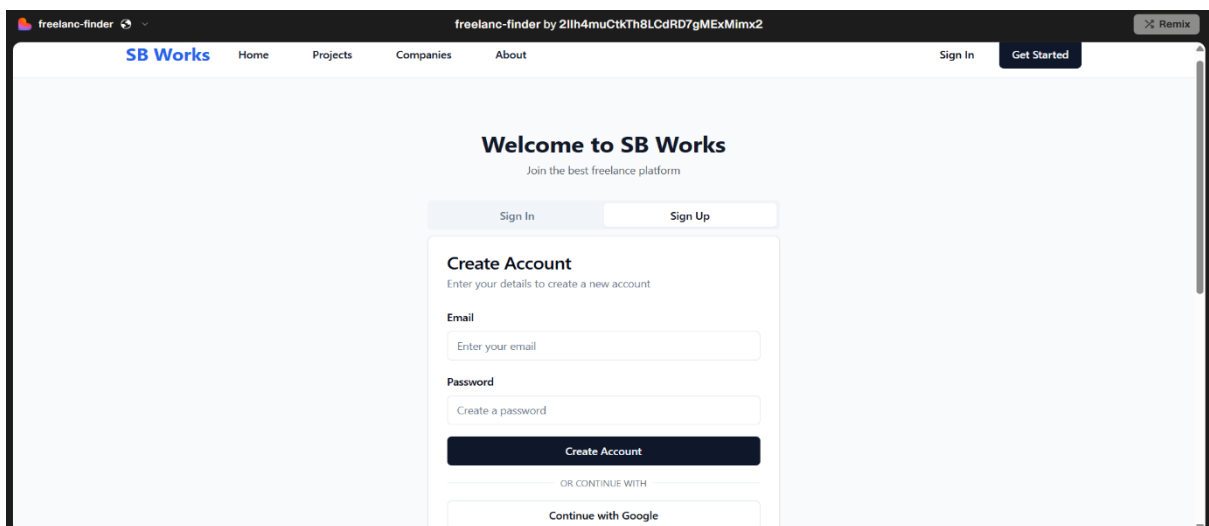 freelanc-finder
freelanc-finder by 2IIh4muCtkTh8LCdRD7gMExMimx2
Remix
SB Works Home Projects Companies About Sign In Get Started
Welcome to SB Works
Join the best freelance platform
Sign In Sign Up
Create Account
Enter your details to create a new account
Email
Enter your email
Password
Create a password
Create Account
OR CONTINUE WITH
Continue with Google